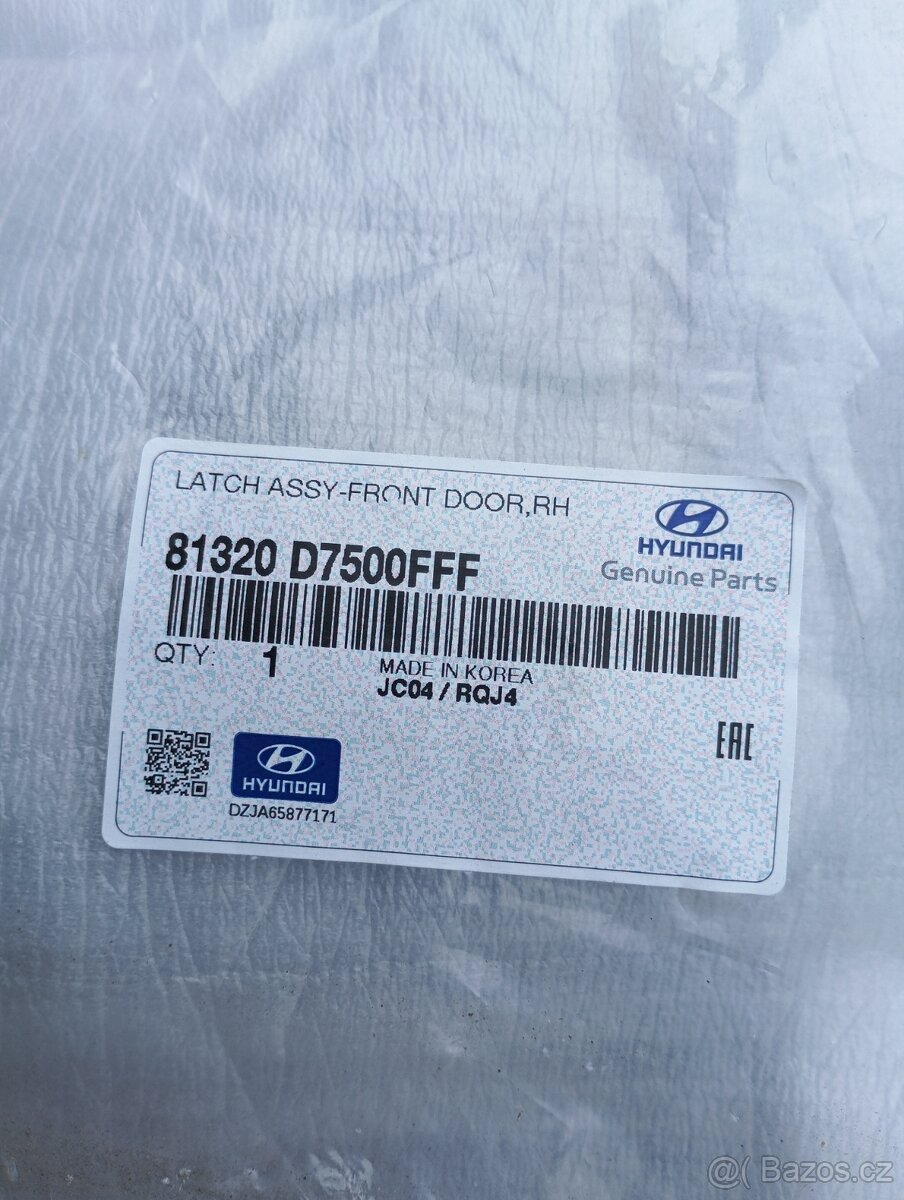 LATCH ASSY-FRONT DOOR,RH
HYUNDAI
Genuine Parts
81320 D7500FFF
QTY: 1
MADE IN KOREA
JC04 / RQJ4
EAC
HYUNDAI
DZJA65877171
@( Bazos.cz